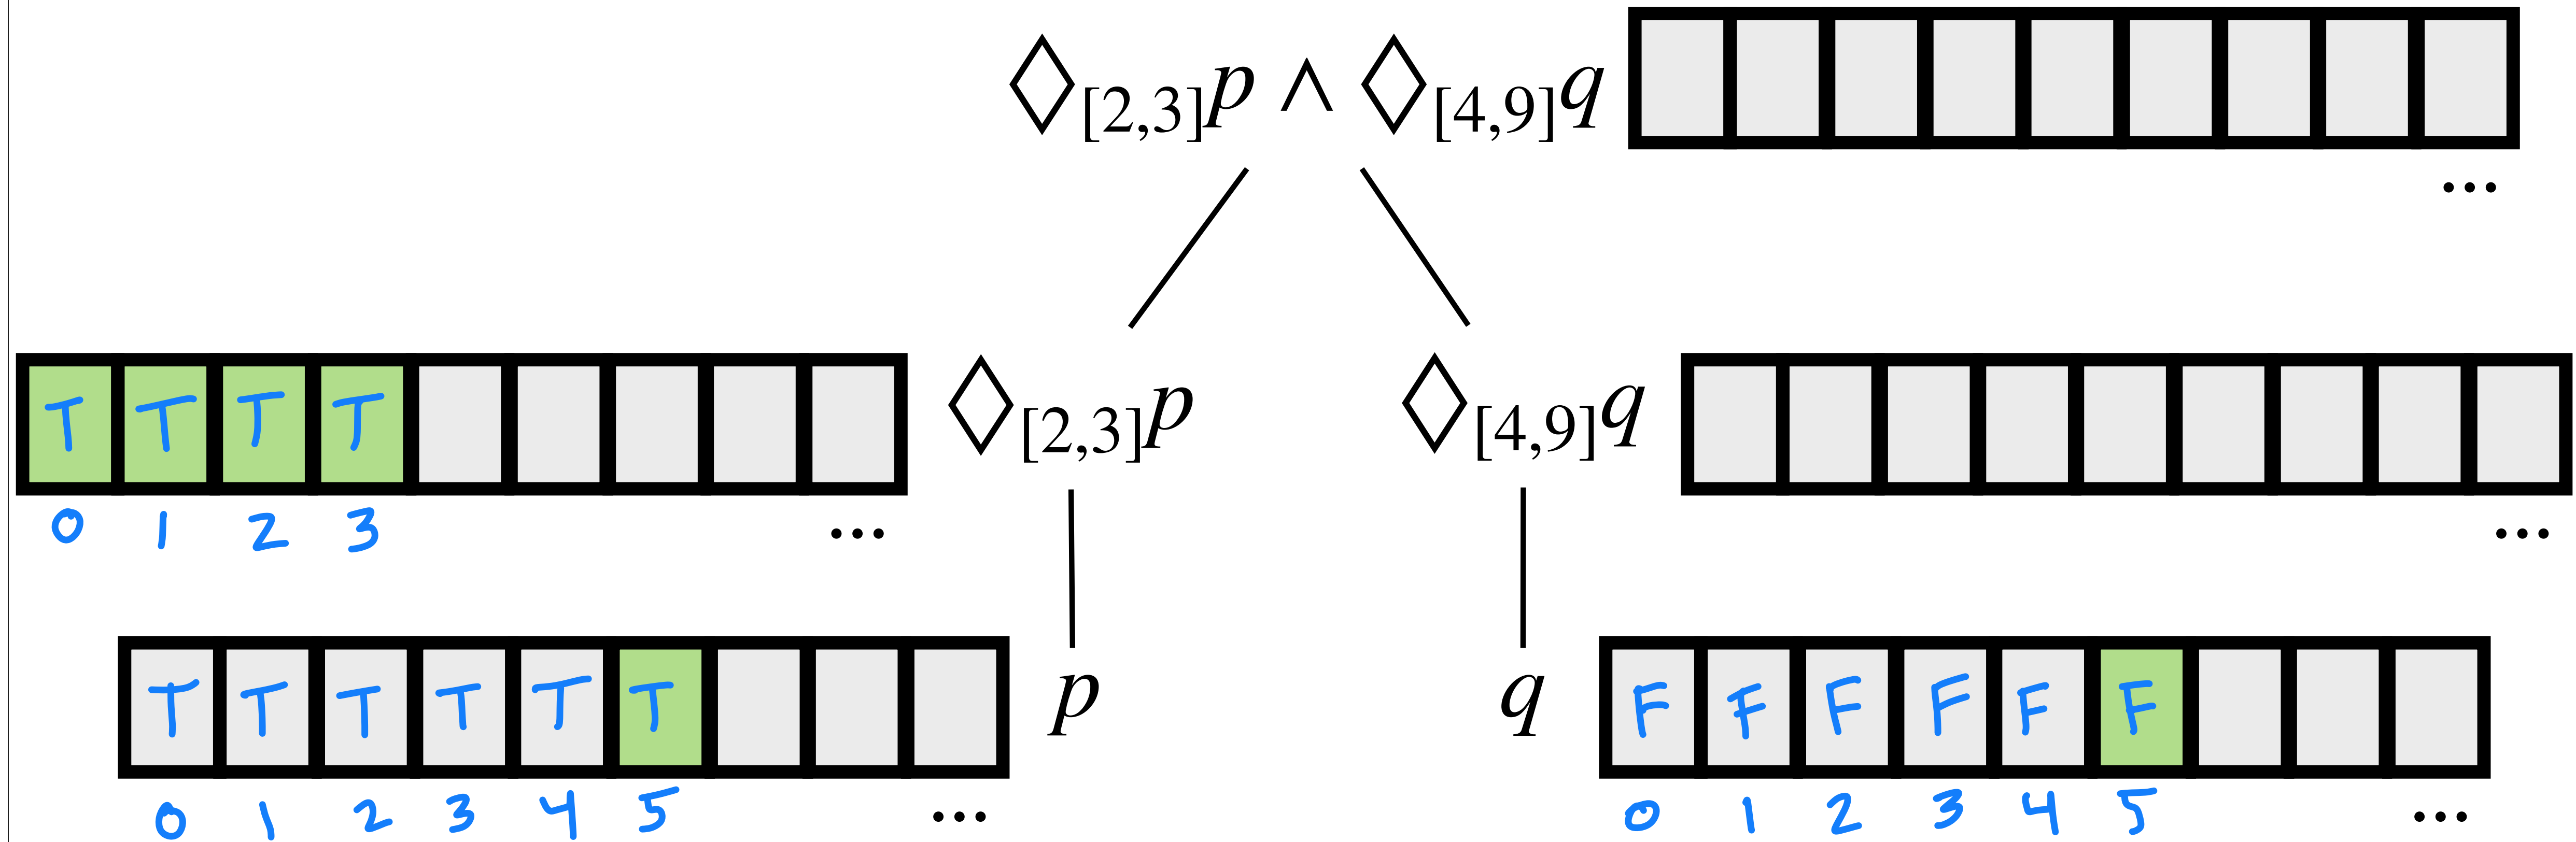 ◊[2,3]p ∧ ◊[4,9]q
...
T T T T
◊[2,3]p
◊[4,9]q
0 1 2 3
...
...
T T T T T T
p
q
F F F F F F
0 1 2 3 4 5
...
0 1 2 3 4 5
...